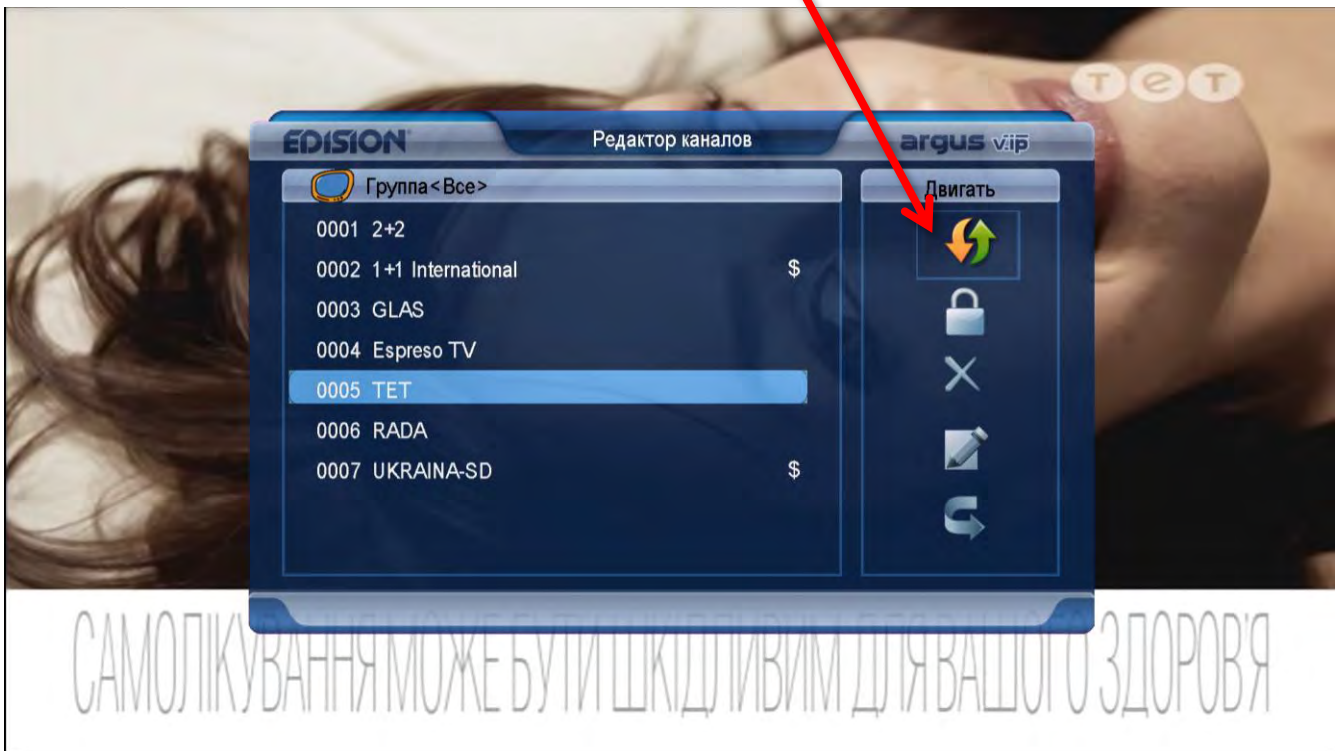 тет
EDISION
Редактор каналов
argus v.i.p
Группа<Все>
Двигать
0001 2+2
0002 1+1 International $
0003 GLAS
0004 Espreso TV
0005 TET
0006 RADA
0007 UKRAINA-SD $
САМОЛІКУВАННЯ МОЖЕ БУТИ ШКІДЛИВИМ ДЛЯ ВАШОГО ЗДОРОВ'Я